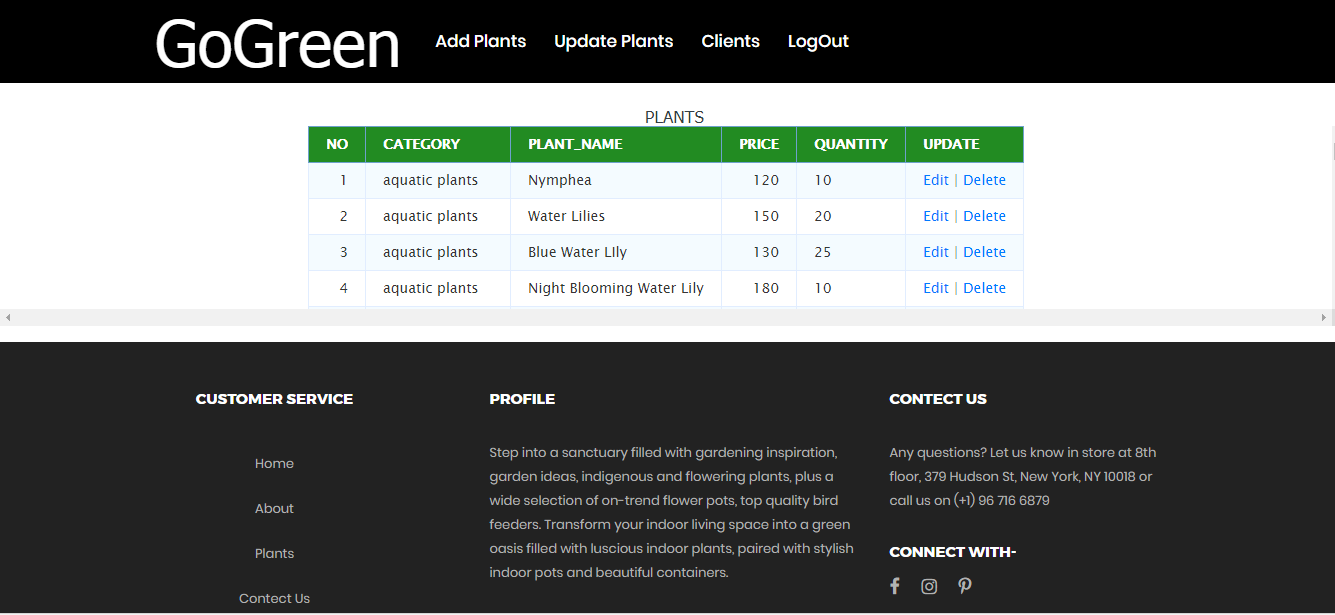 GoGreen Add Plants Update Plants Clients LogOut
PLANTS
NO CATEGORY PLANT_NAME PRICE QUANTITY UPDATE
1 aquatic plants Nymphea 120 10 Edit | Delete
2 aquatic plants Water Lilies 150 20 Edit | Delete
3 aquatic plants Blue Water LIly 130 25 Edit | Delete
4 aquatic plants Night Blooming Water Lily 180 10 Edit | Delete
CUSTOMER SERVICE
Home
About
Plants
Contect Us
PROFILE
Step into a sanctuary filled with gardening inspiration,
garden ideas, indigenous and flowering plants, plus a
wide selection of on-trend flower pots, top quality bird
feeders. Transform your indoor living space into a green
oasis filled with luscious indoor plants, paired with stylish
indoor pots and beautiful containers.
CONTECT US
Any questions? Let us know in store at 8th
floor, 379 Hudson St, New York, NY 10018 or
call us on (+1) 96 716 6879
CONNECT WITH-